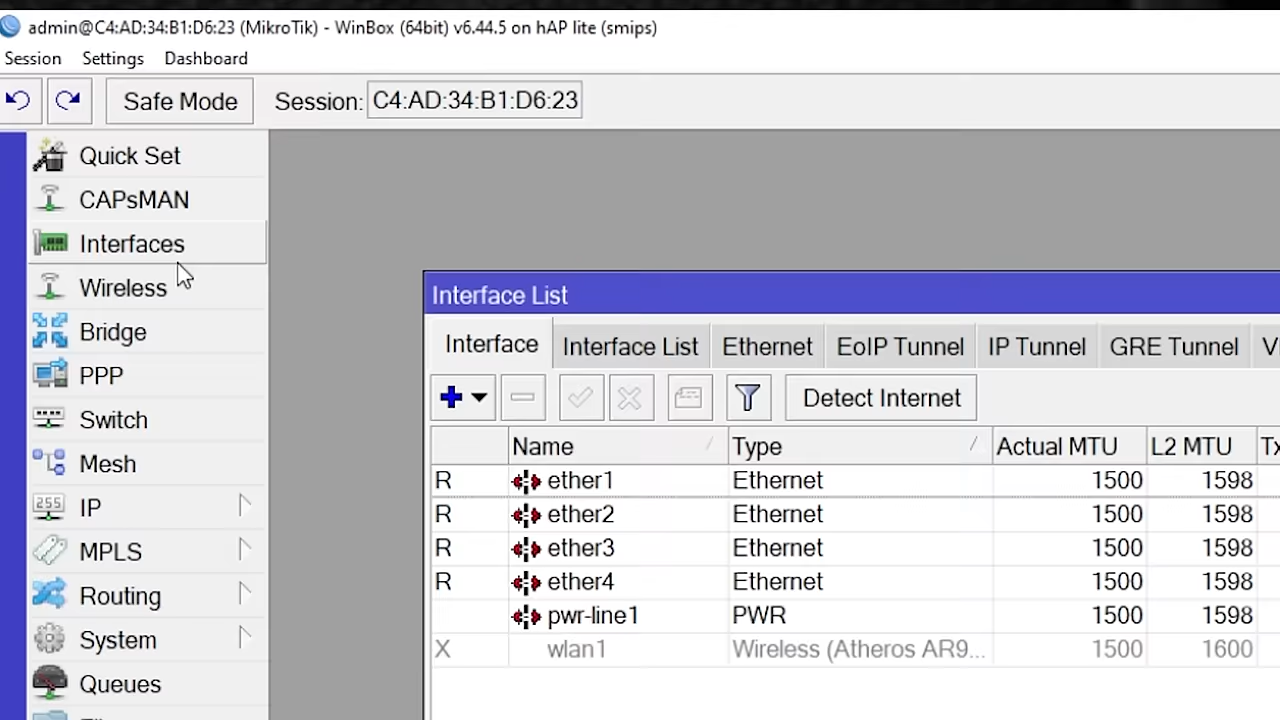 admin@C4:AD:34:B1:D6:23 (MikroTik) - WinBox (64bit) v6.44.5 on hAP lite (smips)
Session Settings Dashboard
Safe Mode Session: C4:AD:34:B1:D6:23
Quick Set
CAPsMAN
Interfaces
Wireless
Bridge
PPP
Switch
Mesh
255 IP
MPLS
Routing
System
Queues
Interface List
Interface Interface List Ethernet EoIP Tunnel IP Tunnel GRE Tunnel
Detect Internet
Name Type Actual MTU L2 MTU
R ether1 Ethernet 1500 1598
R ether2 Ethernet 1500 1598
R ether3 Ethernet 1500 1598
R ether4 Ethernet 1500 1598
pwr-line1 PWR 1500 1598
X wlan1 Wireless (Atheros AR9... 1500 1600